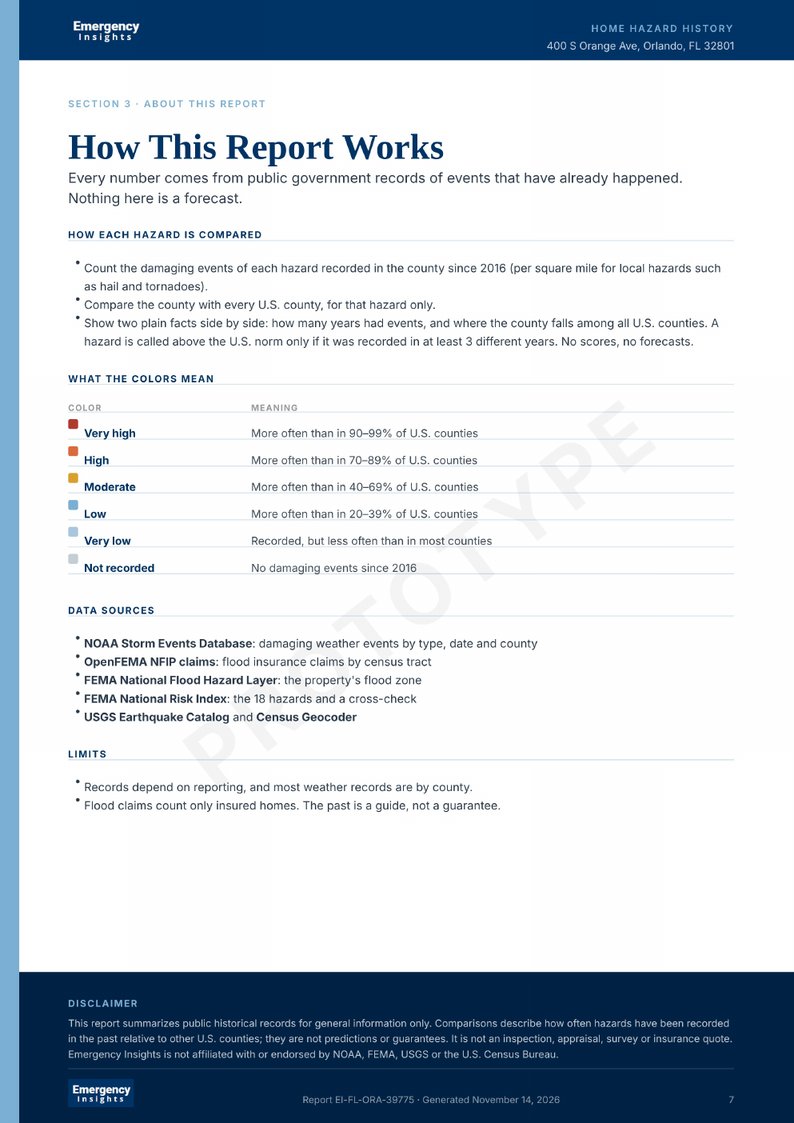 Emergency
Insights
HOME HAZARD HISTORY
400 S Orange Ave, Orlando, FL 32801
SECTION 3 · ABOUT THIS REPORT
How This Report Works
Every number comes from public government records of events that have already happened.
Nothing here is a forecast.
HOW EACH HAZARD IS COMPARED
• Count the damaging events of each hazard recorded in the county since 2016 (per square mile for local hazards such
as hail and tornadoes).
• Compare the county with every U.S. county, for that hazard only.
• Show two plain facts side by side: how many years had events, and where the county falls among all U.S. counties. A
hazard is called above the U.S. norm only if it was recorded in at least 3 different years. No scores, no forecasts.
WHAT THE COLORS MEAN
COLOR MEANING
Very high More often than in 90–99% of U.S. counties
High More often than in 70–89% of U.S. counties
Moderate More often than in 40–69% of U.S. counties
Low More often than in 20–39% of U.S. counties
Very low Recorded, but less often than in most counties
Not recorded No damaging events since 2016
PROTOTYPE
DATA SOURCES
• NOAA Storm Events Database: damaging weather events by type, date and county
• OpenFEMA NFIP claims: flood insurance claims by census tract
• FEMA National Flood Hazard Layer: the property's flood zone
• FEMA National Risk Index: the 18 hazards and a cross-check
• USGS Earthquake Catalog and Census Geocoder
LIMITS
• Records depend on reporting, and most weather records are by county.
• Flood claims count only insured homes. The past is a guide, not a guarantee.
DISCLAIMER
This report summarizes public historical records for general information only. Comparisons describe how often hazards have been recorded
in the past relative to other U.S. counties; they are not predictions or guarantees. It is not an inspection, appraisal, survey or insurance quote.
Emergency Insights is not affiliated with or endorsed by NOAA, FEMA, USGS or the U.S. Census Bureau.
Emergency
Insights
Report EI-FL-ORA-39775 · Generated November 14, 2026
7